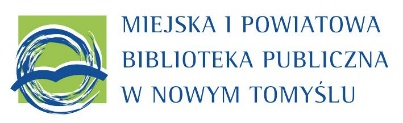 MIEJSKA I POWIATOWA
BIBLIOTEKA PUBLICZNA
W NOWYM TOMYŚLU